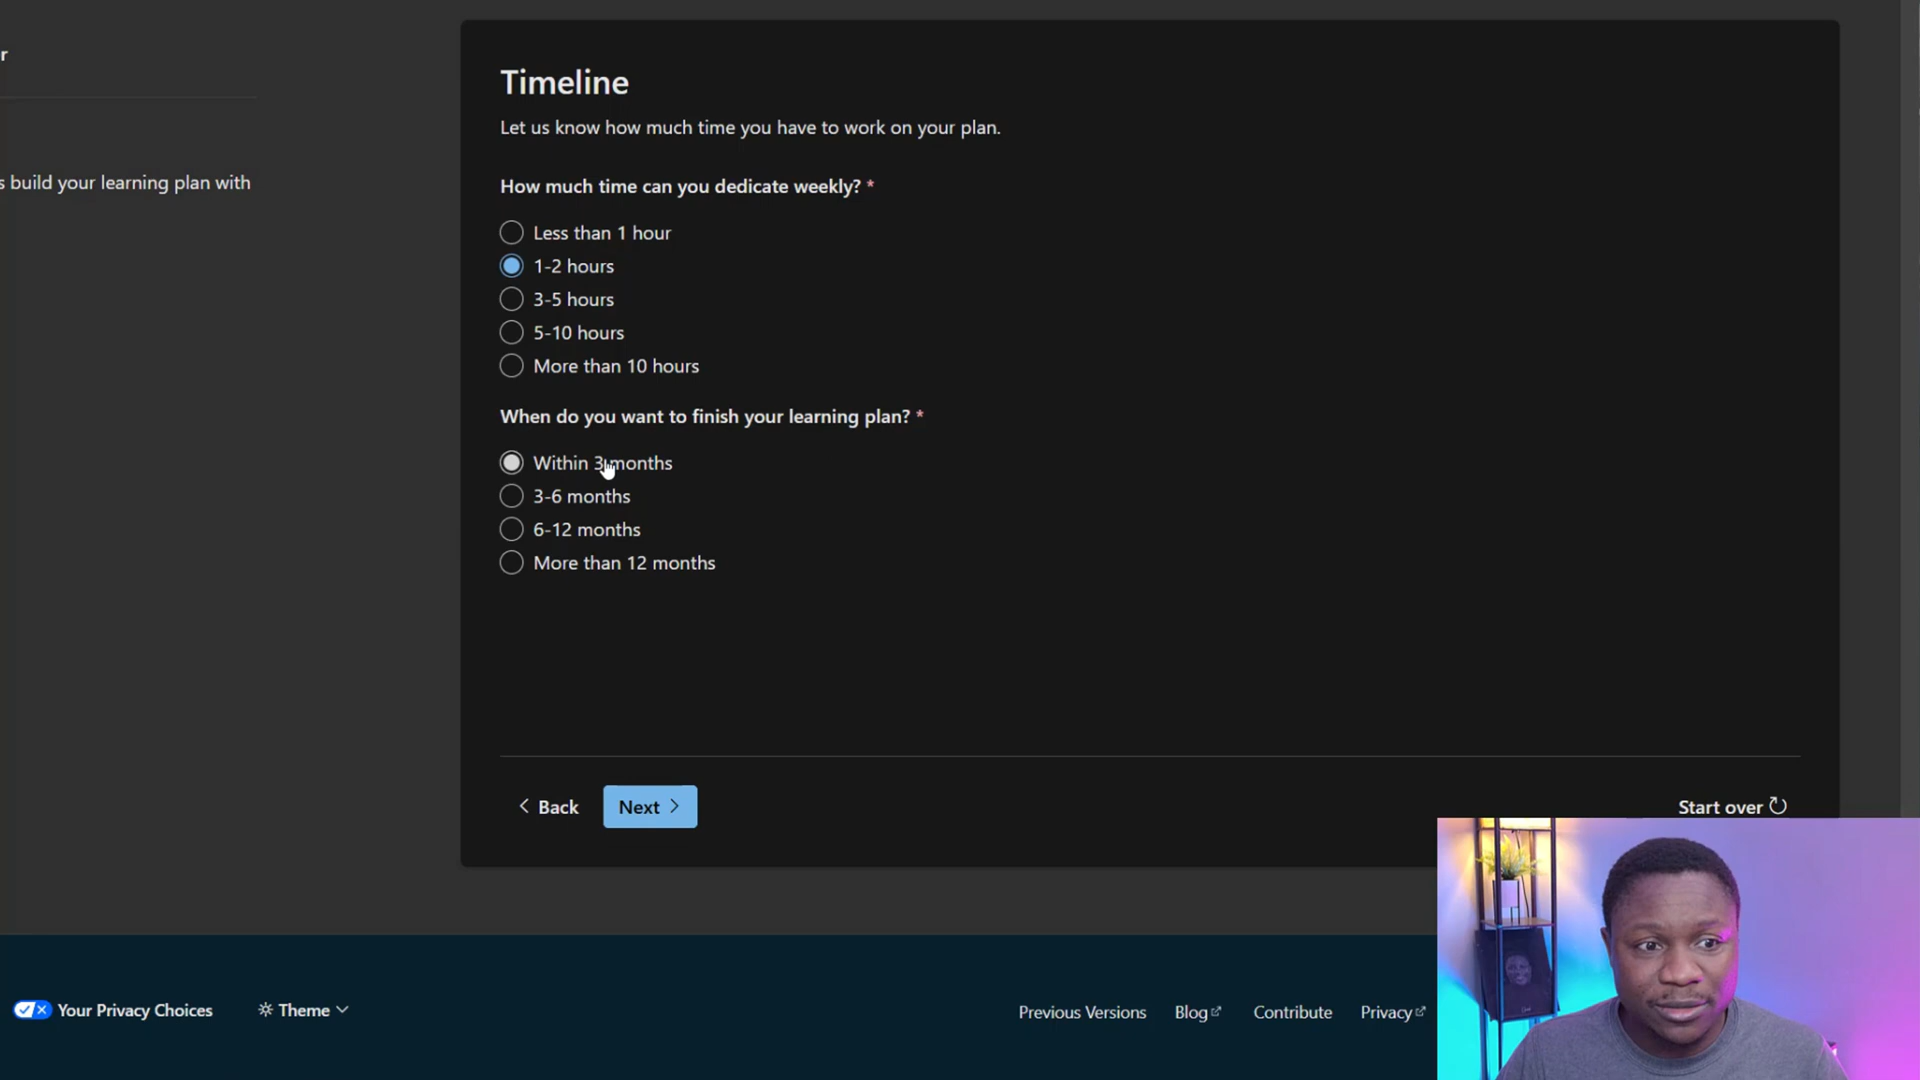 r
s build your learning plan with
Timeline
Let us know how much time you have to work on your plan.
How much time can you dedicate weekly? *
Less than 1 hour
1-2 hours
3-5 hours
5-10 hours
More than 10 hours
When do you want to finish your learning plan? *
Within 3 months
3-6 months
6-12 months
More than 12 months
Back
Next
Start over
Your Privacy Choices
Theme
Previous Versions
Blog
Contribute
Privacy